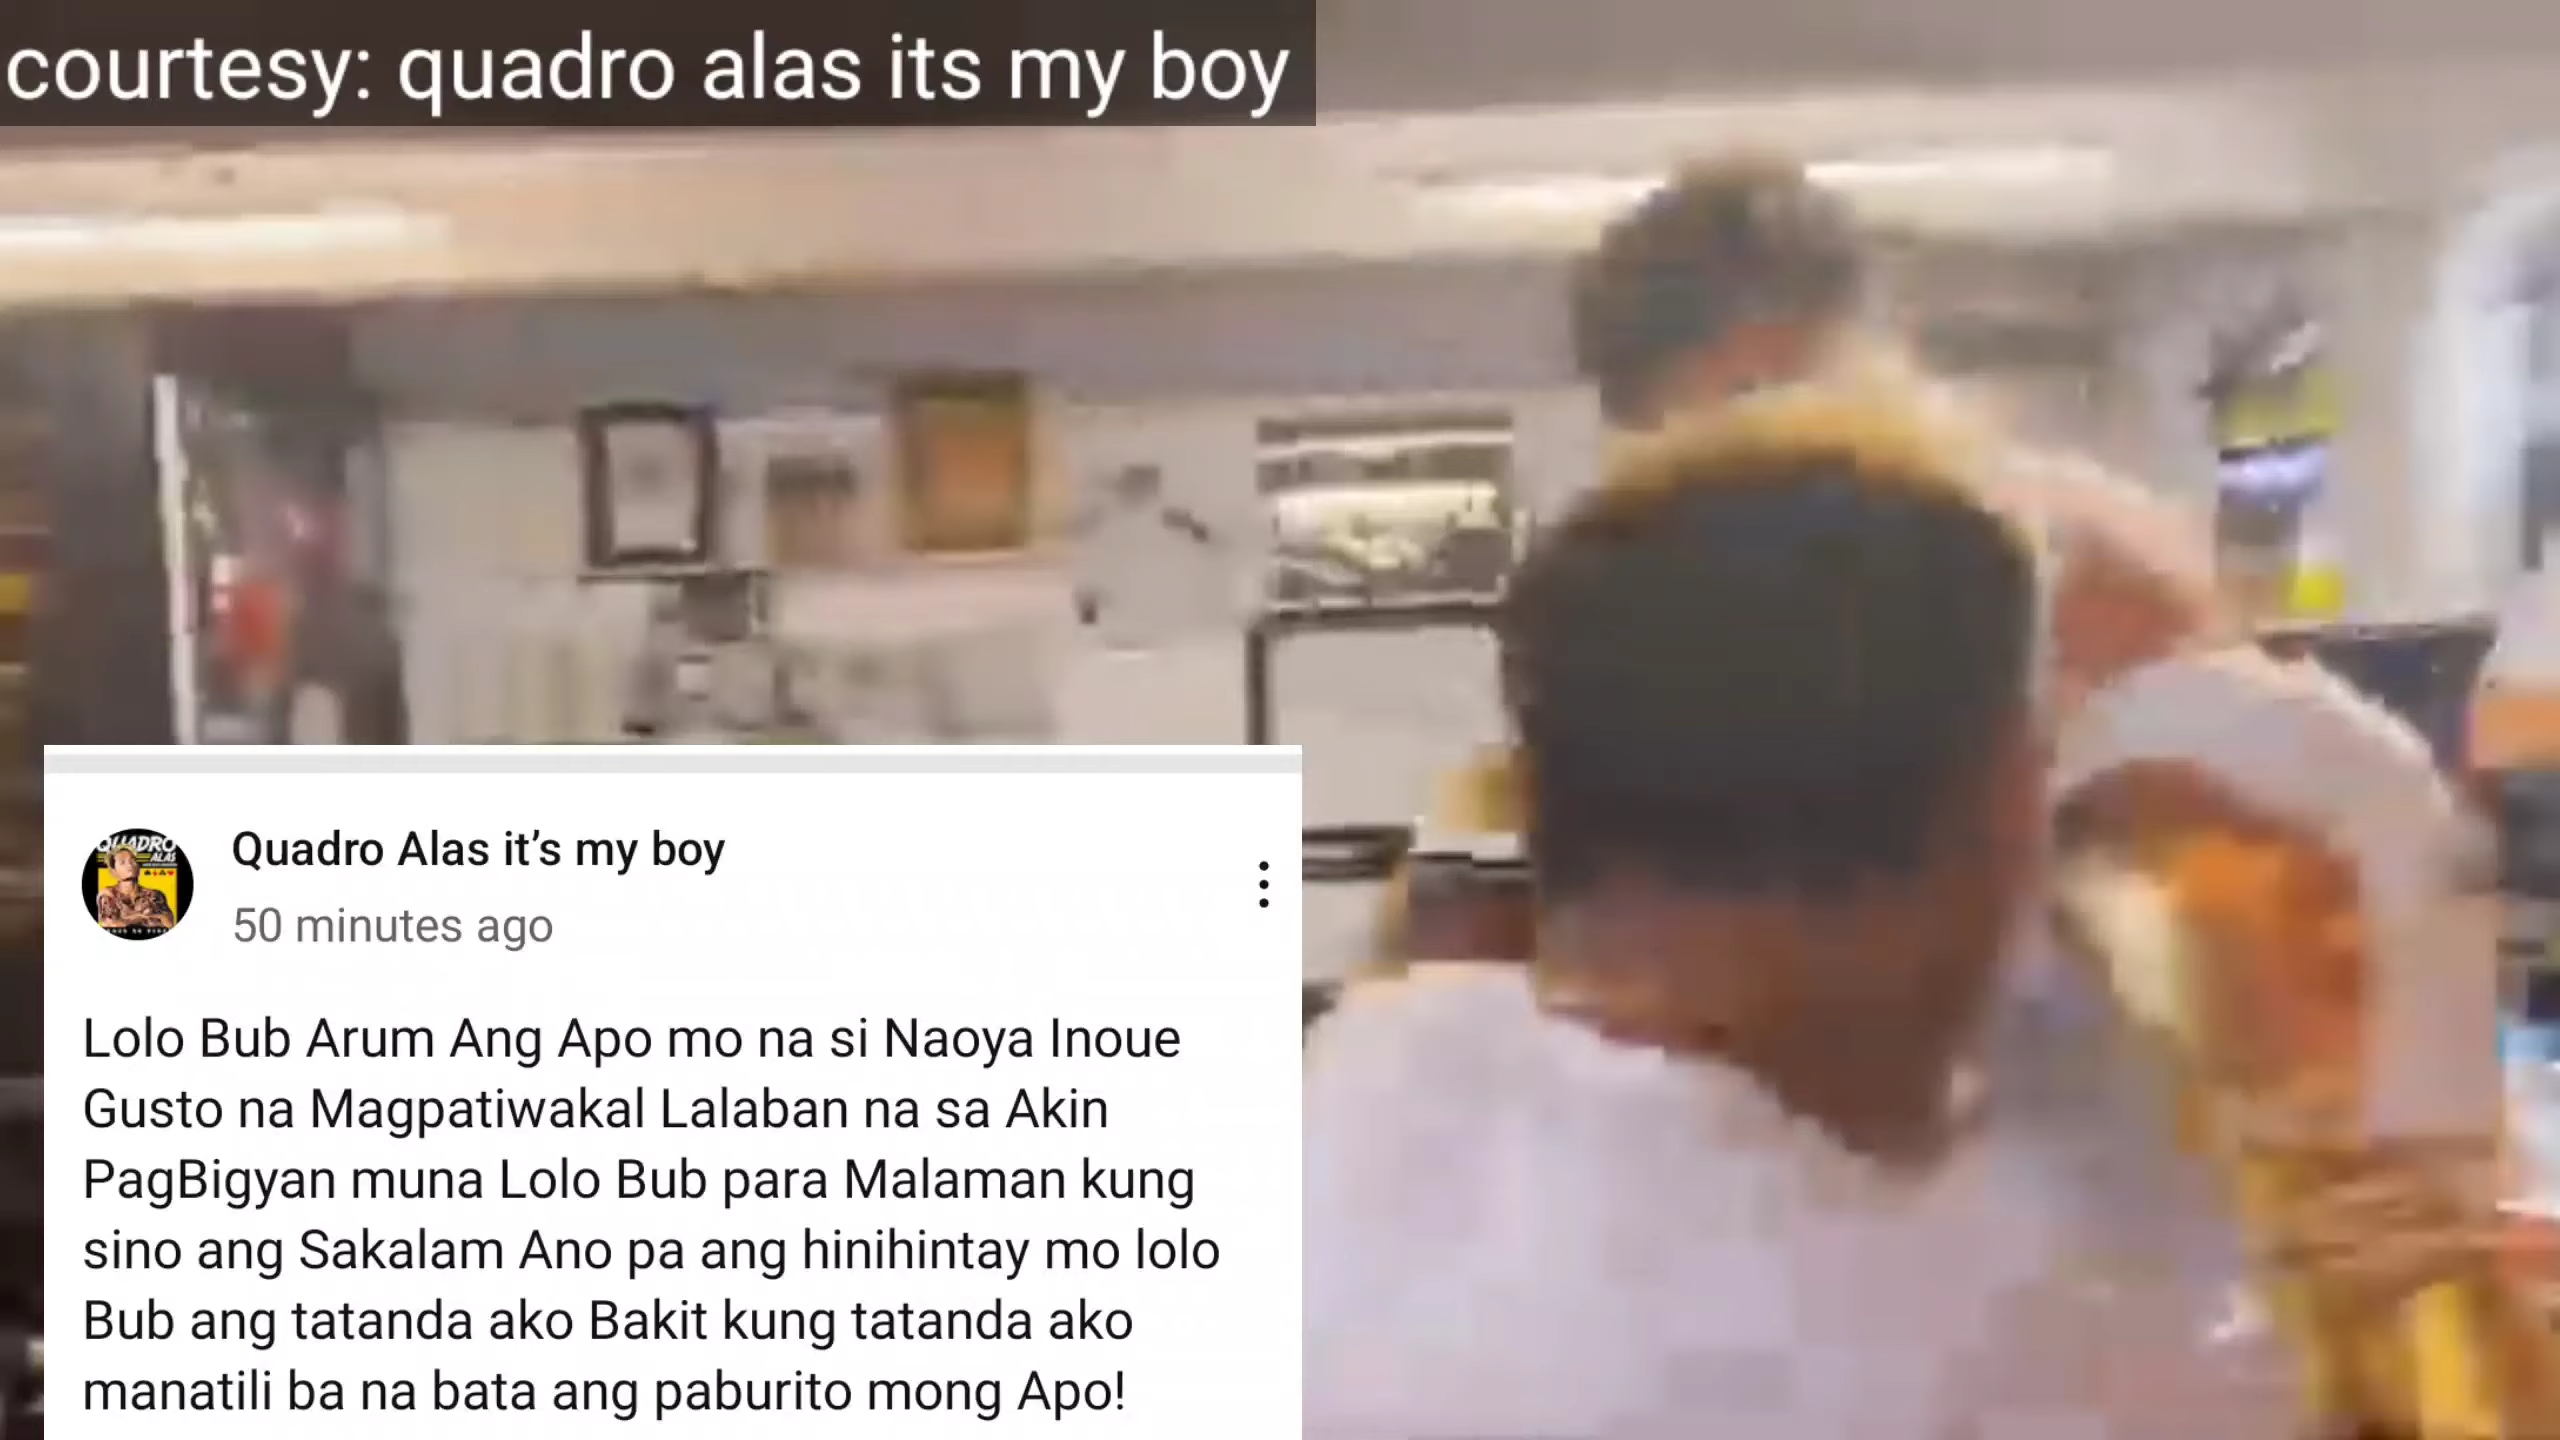 courtesy: quadro alas its my boy
QUADRO
ALAS
Quadro Alas it’s my boy
50 minutes ago
Lolo Bub Arum Ang Apo mo na si Naoya Inoue
Gusto na Magpatiwakal Lalaban na sa Akin
PagBigyan muna Lolo Bub para Malaman kung
sino ang Sakalam Ano pa ang hinihintay mo lolo
Bub ang tatanda ako Bakit kung tatanda ako
manatili ba na bata ang paburito mong Apo!